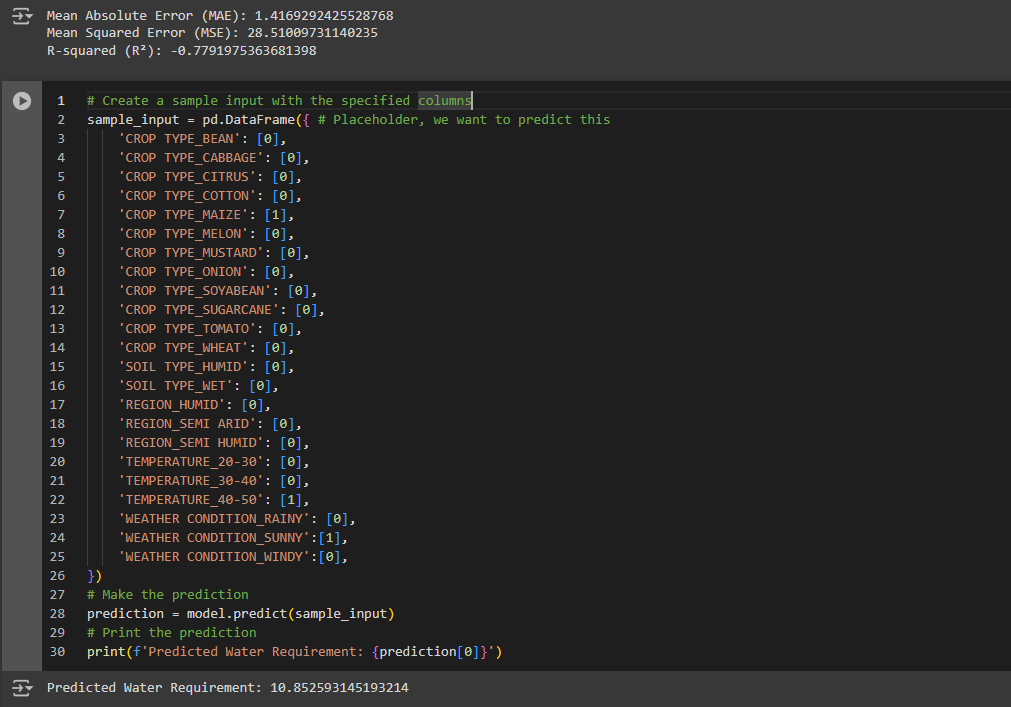 Mean Absolute Error (MAE): 1.4169292425528768
Mean Squared Error (MSE): 28.51009731140235
R-squared (R²): -0.7791975363681398
1 # Create a sample input with the specified columns
2 sample_input = pd.DataFrame({ # Placeholder, we want to predict this
3 'CROP TYPE_BEAN': [0],
4 'CROP TYPE_CABBAGE': [0],
5 'CROP TYPE_CITRUS': [0],
6 'CROP TYPE_COTTON': [0],
7 'CROP TYPE_MAIZE': [1],
8 'CROP TYPE_MELON': [0],
9 'CROP TYPE_MUSTARD': [0],
10 'CROP TYPE_ONION': [0],
11 'CROP TYPE_SOYABEAN': [0],
12 'CROP TYPE_SUGARCANE': [0],
13 'CROP TYPE_TOMATO': [0],
14 'CROP TYPE_WHEAT': [0],
15 'SOIL TYPE_HUMID': [0],
16 'SOIL TYPE_WET': [0],
17 'REGION_HUMID': [0],
18 'REGION_SEMI ARID': [0],
19 'REGION_SEMI HUMID': [0],
20 'TEMPERATURE_20-30': [0],
21 'TEMPERATURE_30-40': [0],
22 'TEMPERATURE_40-50': [1],
23 'WEATHER CONDITION_RAINY': [0],
24 'WEATHER CONDITION_SUNNY':[1],
25 'WEATHER CONDITION_WINDY':[0],
26 })
27 # Make the prediction
28 prediction = model.predict(sample_input)
29 # Print the prediction
30 print(f'Predicted Water Requirement: {prediction[0]}')
Predicted Water Requirement: 10.852593145193214